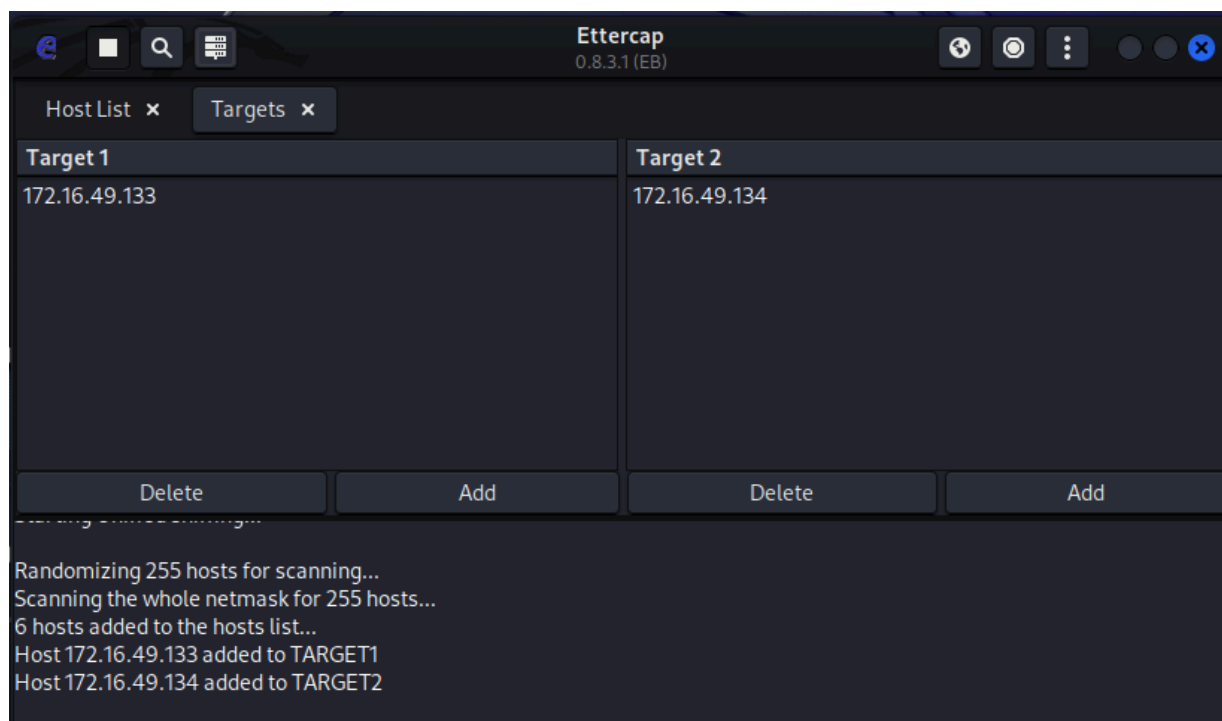 Ettercap
0.8.3.1 (EB)
Host List × Targets ×
Target 1 Target 2
172.16.49.133 172.16.49.134
Delete Add Delete Add
Randomizing 255 hosts for scanning...
Scanning the whole netmask for 255 hosts...
6 hosts added to the hosts list...
Host 172.16.49.133 added to TARGET1
Host 172.16.49.134 added to TARGET2